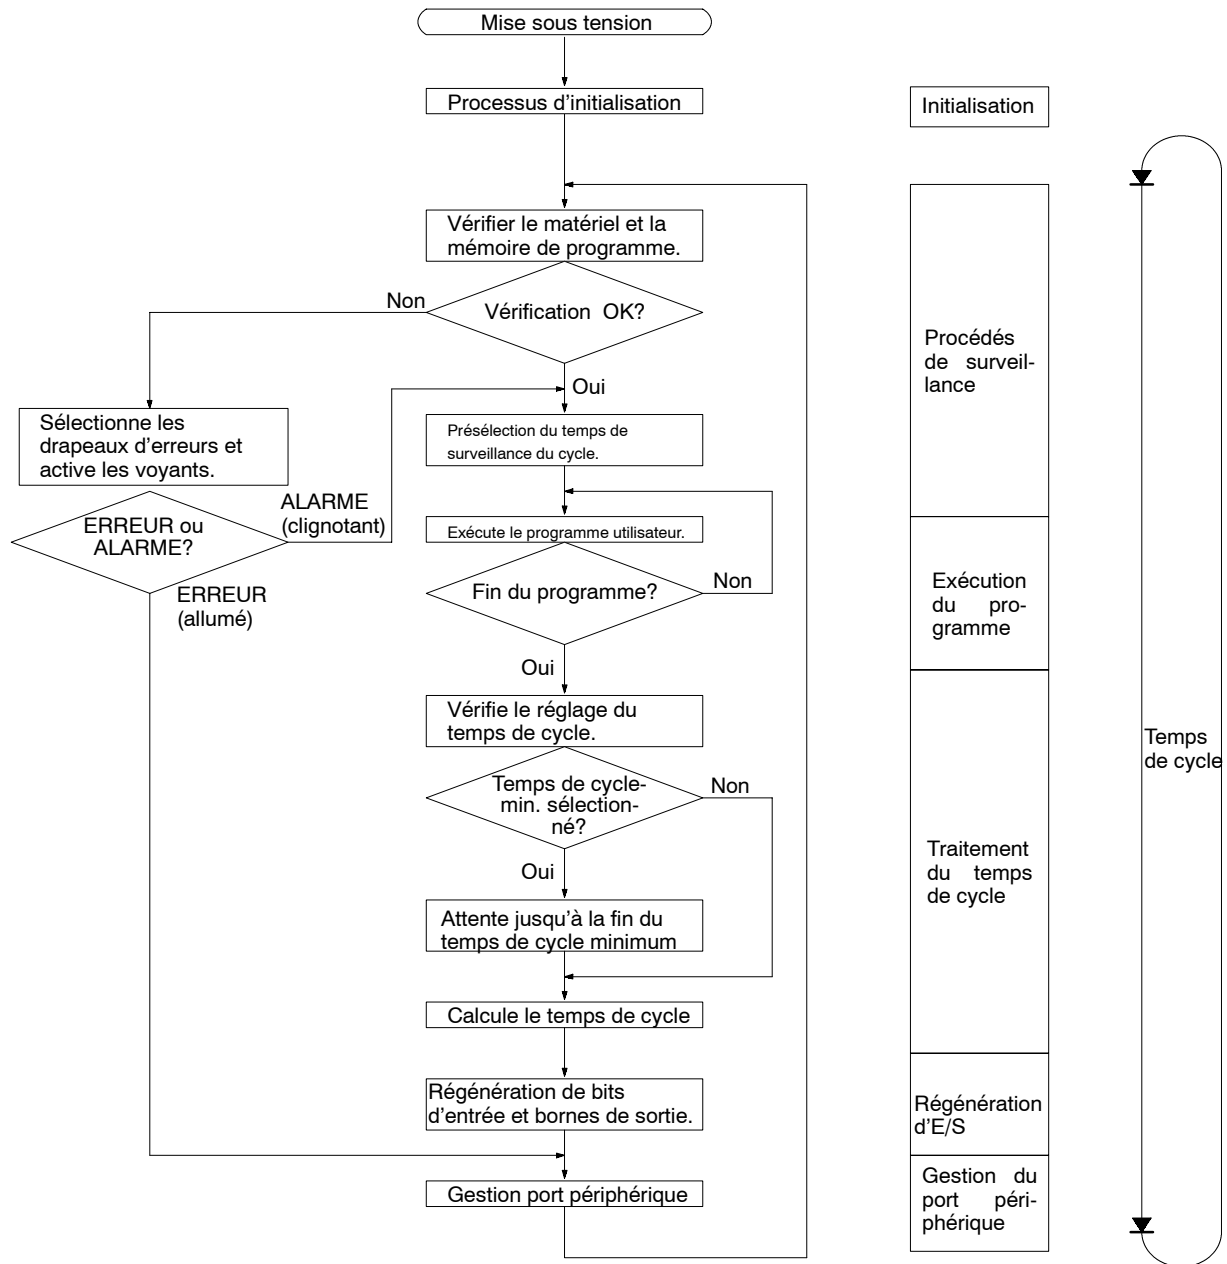 Mise sous tension
Processus d'initialisation
Initialisation
Vérifier le matériel et la
mémoire de programme.
Non
Vérification OK?
Procédés
de surveil-
lance
Oui
Sélectionne les
drapeaux d'erreurs et
active les voyants.
Présélection du temps de
surveillance du cycle.
ERREUR ou
ALARME?
ALARME
(clignotant)
Exécute le programme utilisateur.
ERREUR
(allumé)
Fin du programme?
Non
Exécution
du pro-
gramme
Oui
Vérifie le réglage du
temps de cycle.
Temps
de cycle
Temps de cycle-
min. sélection-
né?
Non
Oui
Traitement
du temps
de cycle
Attente jusqu'à la fin du
temps de cycle minimum
Calcule le temps de cycle
Régénération de bits
d'entrée et bornes de sortie.
Régénération
d'E/S
Gestion port périphérique
Gestion du
port péri-
phérique